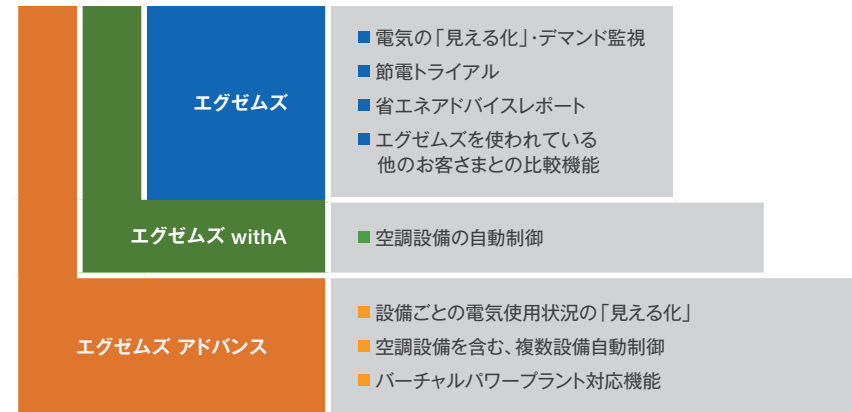 エグゼムズ
■ 電気の「見える化」・デマンド監視
■ 節電トライアル
■ 省エネアドバイスレポート
■ エグゼムズを使われている
他のお客さまとの比較機能
エグゼムズ withA
■ 空調設備の自動制御
エグゼムズ アドバンス
■ 設備ごとの電気使用状況の「見える化」
■ 空調設備を含む、複数設備自動制御
■ バーチャルパワープラント対応機能